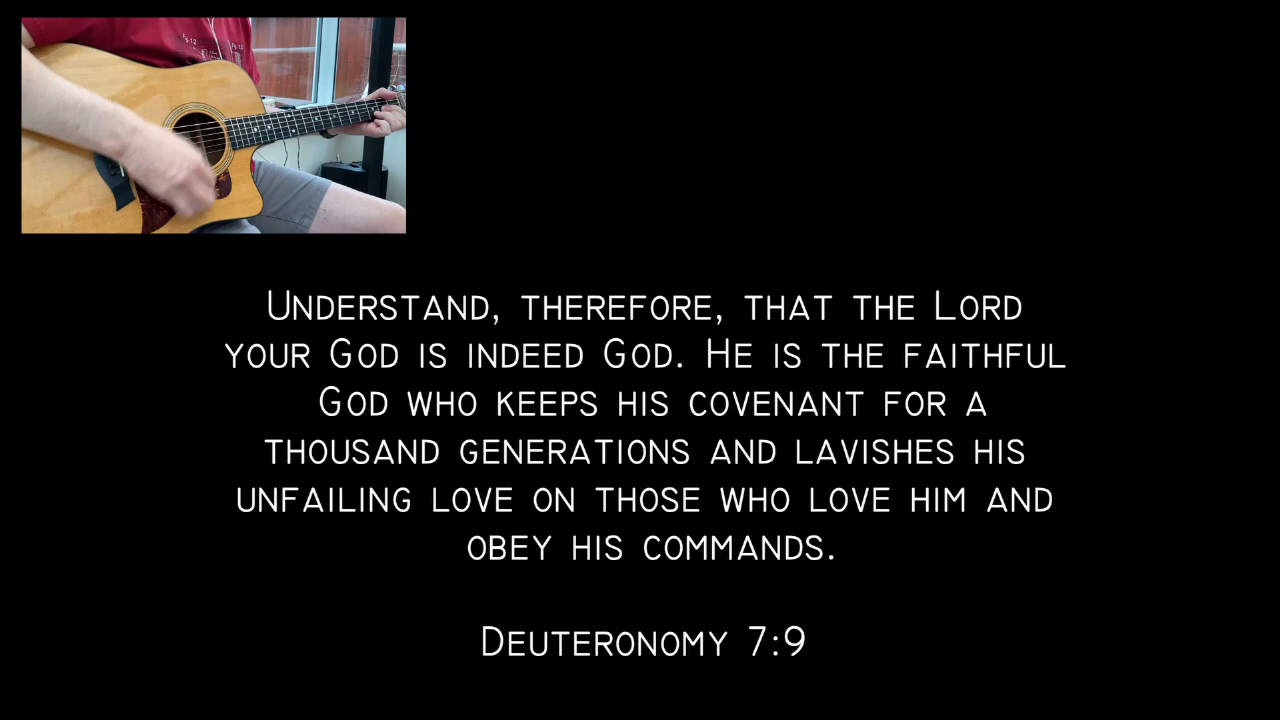 Understand, therefore, that the Lord
your God is indeed God. He is the faithful
God who keeps his covenant for a
thousand generations and lavishes his
unfailing love on those who love him and
obey his commands.
Deuteronomy 7:9